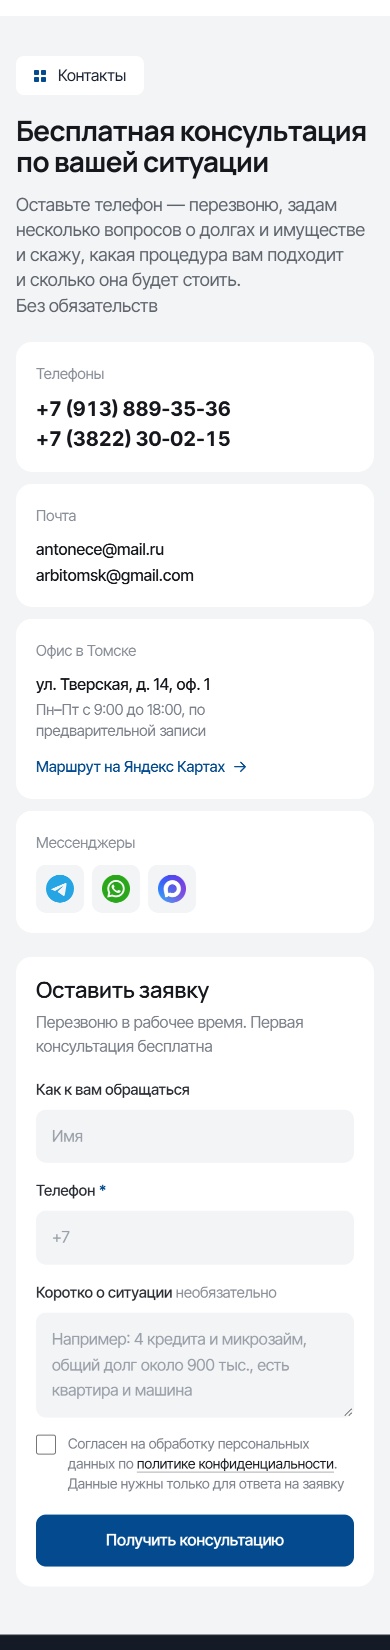 Контакты
Бесплатная консультация
по вашей ситуации
Оставьте телефон — перезвоню, задам
несколько вопросов о долгах и имуществе
и скажу, какая процедура вам подходит
и сколько она будет стоить.
Без обязательств
Телефоны
+7 (913) 889-35-36
+7 (3822) 30-02-15
Почта
antonece@mail.ru
arbitomsk@gmail.com
Офис в Томске
ул. Тверская, д. 14, оф. 1
Пн–Пт с 9:00 до 18:00, по
предварительной записи
Маршрут на Яндекс Картах →
Мессенджеры
Оставить заявку
Перезвоню в рабочее время. Первая
консультация бесплатна
Как к вам обращаться
Имя
Телефон *
+7
Коротко о ситуации необязательно
Например: 4 кредита и микрозайм,
общий долг около 900 тыс., есть
квартира и машина
Согласен на обработку персональных
данных по политике конфиденциальности.
Данные нужны только для ответа на заявку
Получить консультацию